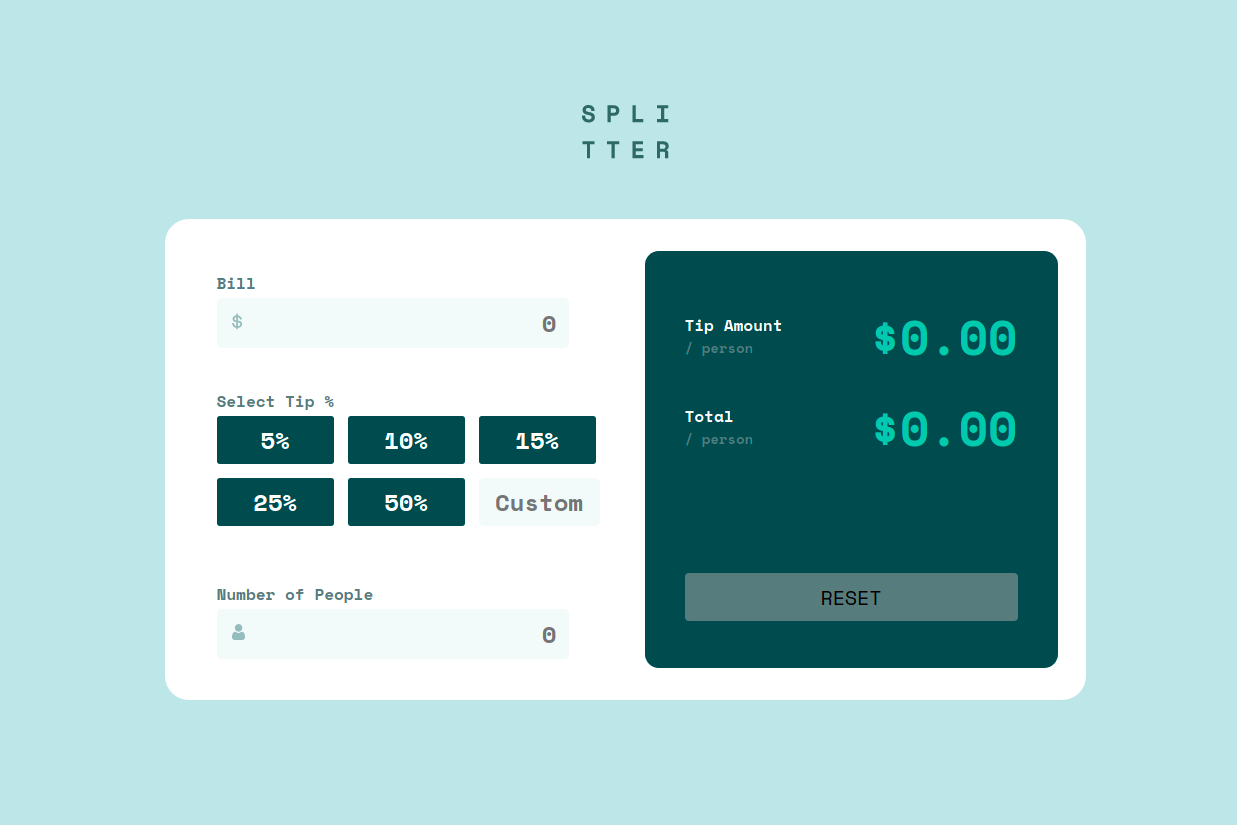 SPLI
TTER
Bill
$ 0
Select Tip %
5% 10% 15%
25% 50% Custom
Number of People
0
Tip Amount
/ person
$0.00
Total
/ person
$0.00
RESET